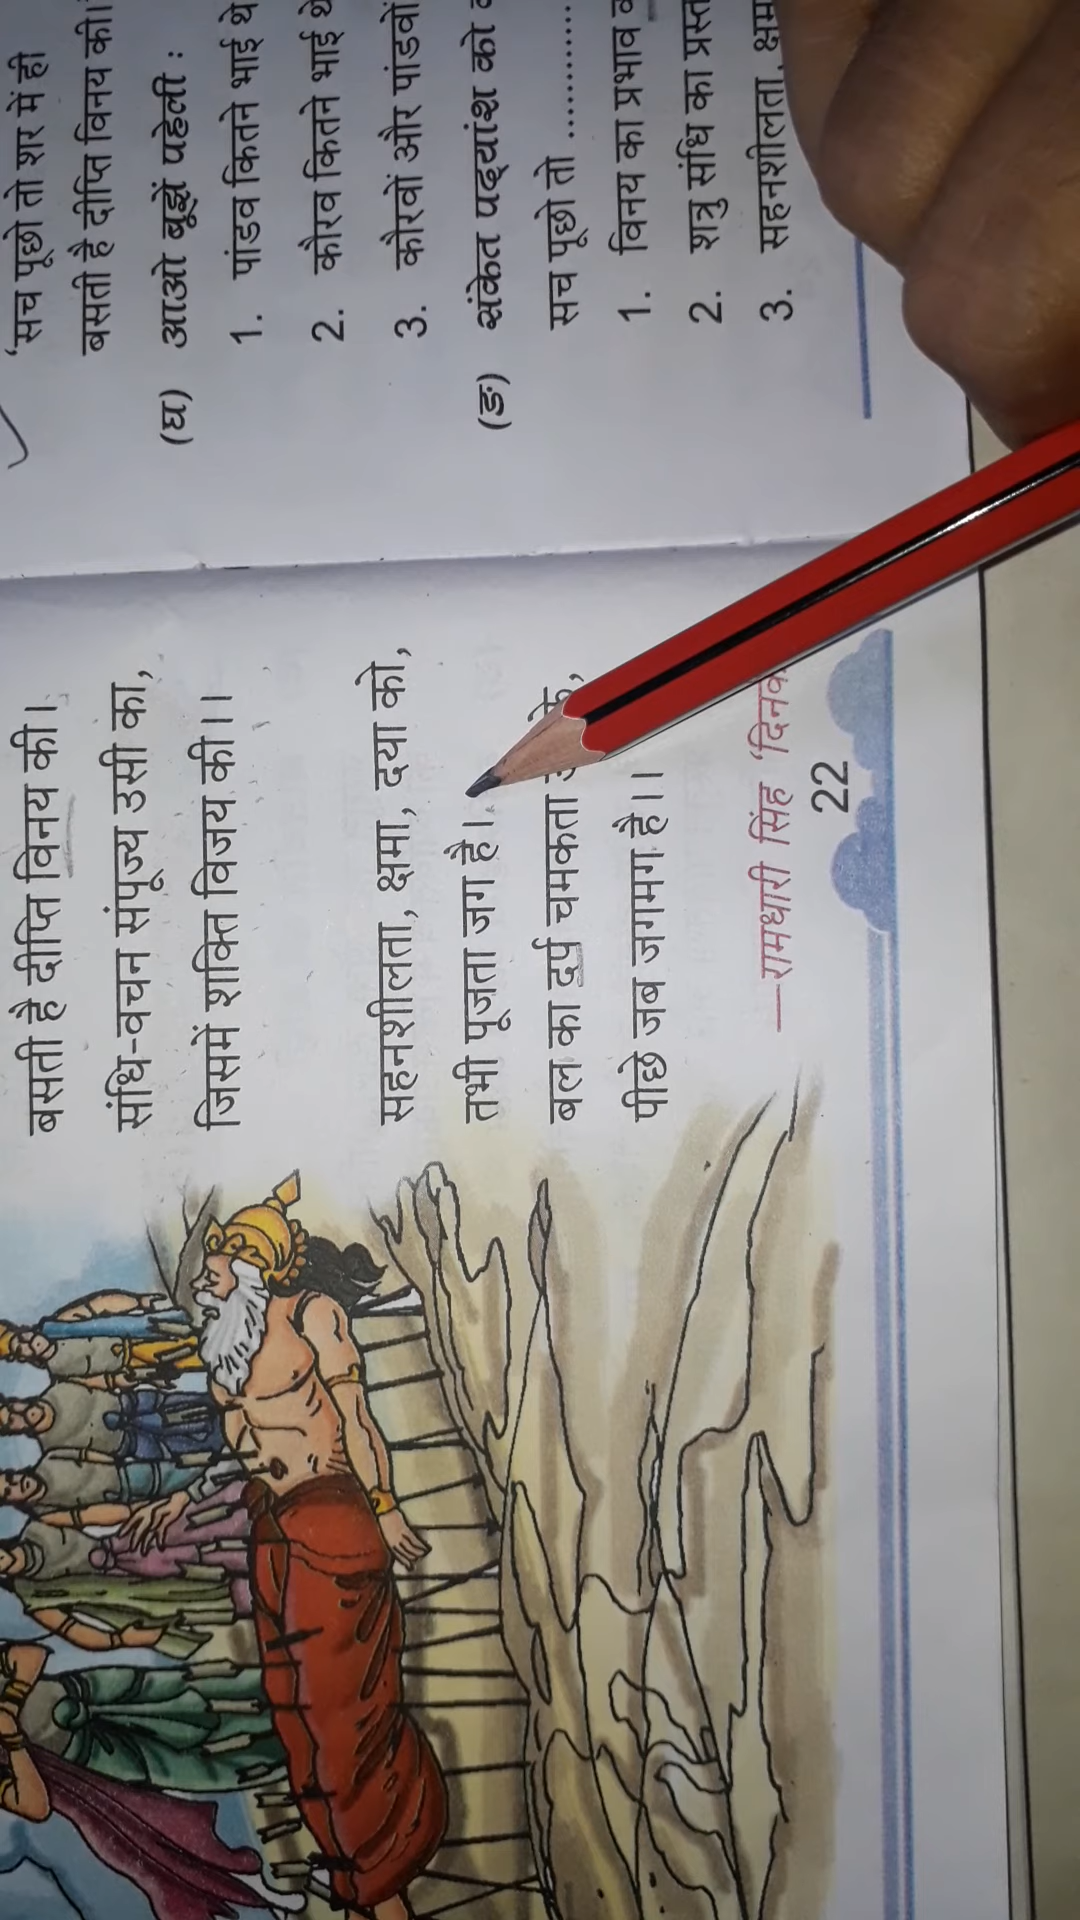 बसती है दीप्ति विनय की।
संधि-वचन संपूज्य उसी का,
जिसमें शक्ति विजय की।।
सहनशीलता, क्षमा, दया को,
तभी पूजता जग है।
बल का दर्प चमकता के,
पीछे जब जगमग है।।
—रामधारी सिंह 'दिनक
22
'सच पूछो तो शर में ही
बसती है दीप्ति विनय की।
(घ) आओ बूझें पहेली :
1. पांडव कितने भाई थे
2. कौरव कितने भाई थे
3. कौरवों और पांडवों
(ङ) संकेत पद्यांश को
सच पूछो तो ............
1. विनय का प्रभाव
2. शत्रु संधि का प्रस्त
3. सहनशीलता, क्षमा